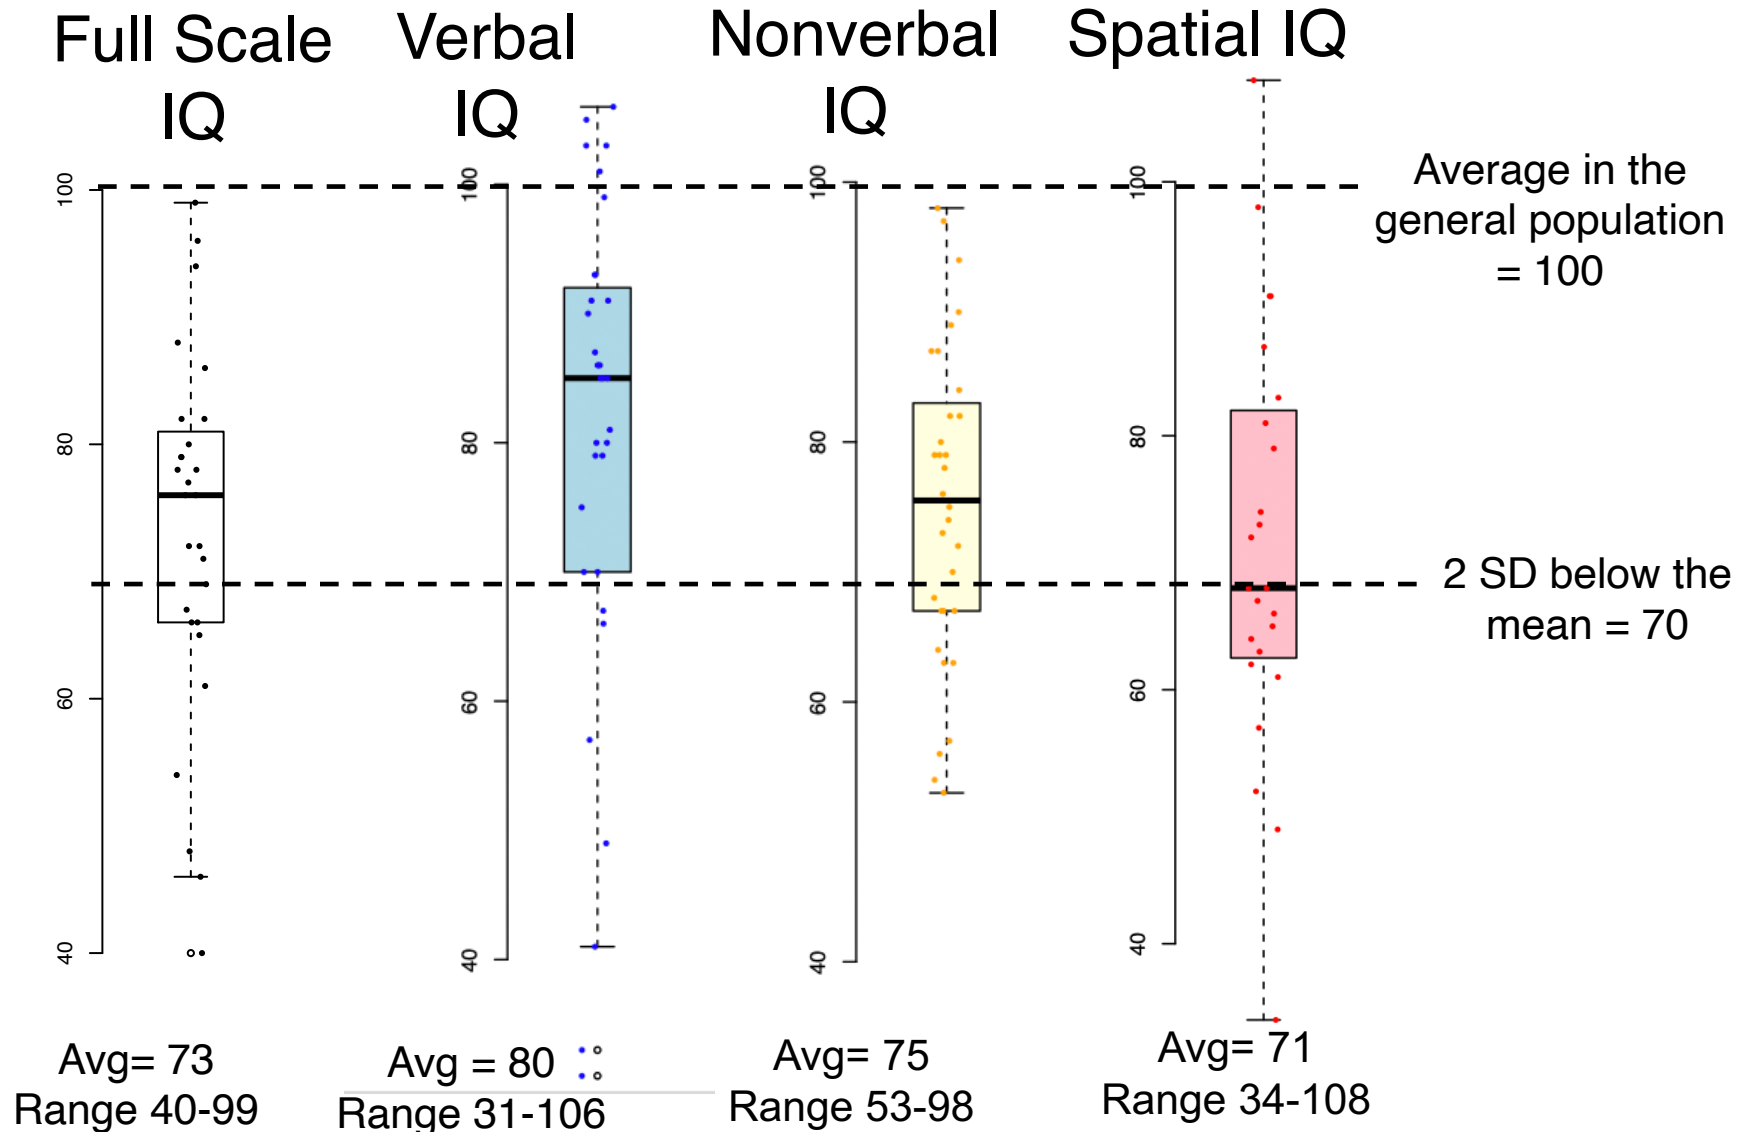 Full Scale
IQ
Verbal
IQ
Nonverbal
IQ
Spatial IQ
100
80
60
40
100
80
60
40
100
80
60
40
100
80
60
40
Average in the
general population
= 100
2 SD below the
mean = 70
Avg= 73
Range 40-99
Avg = 80
Range 31-106
Avg= 75
Range 53-98
Avg= 71
Range 34-108